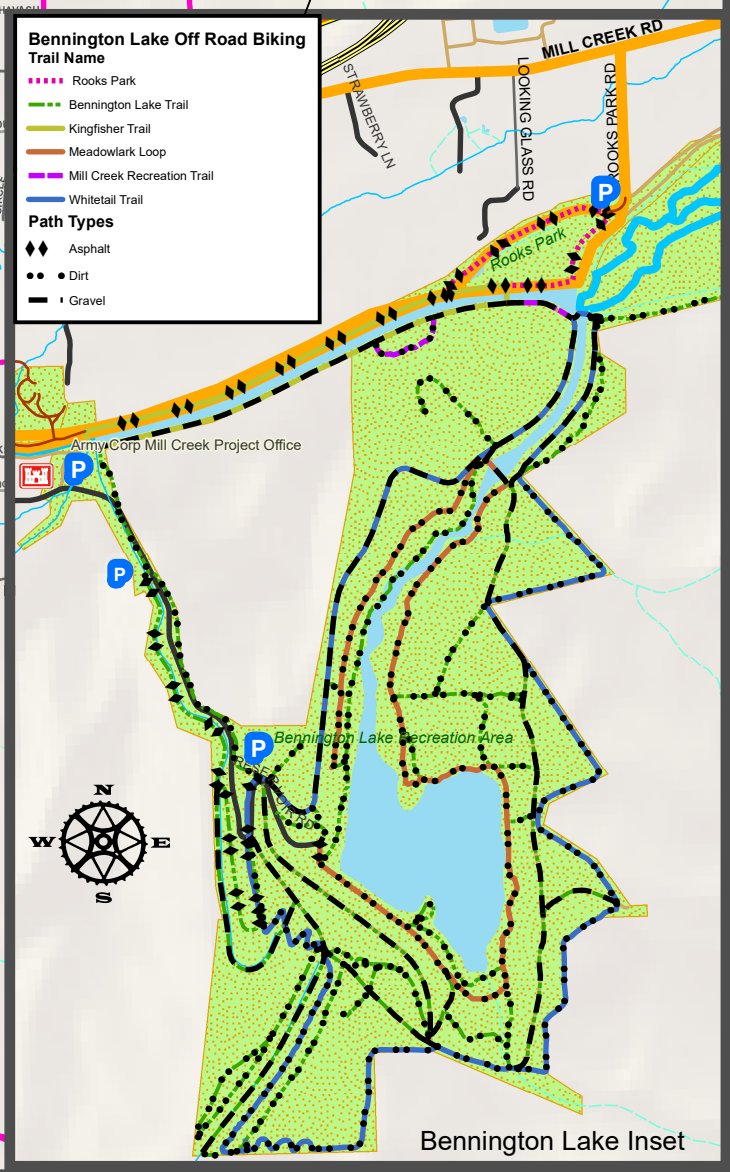 Bennington Lake Off Road Biking
Trail Name
Rooks Park
Bennington Lake Trail
Kingfisher Trail
Meadowlark Loop
Mill Creek Recreation Trail
Whitetail Trail
Path Types
Asphalt
Dirt
Gravel
MILL CREEK RD
STRAWBERRY LN
LOOKING GLASS RD
ROOKS PARK RD
P
Rooks Park
Army Corp Mill Creek Project Office
P
P
P
Bennington Lake Recreation Area
RESERVOIR RD
N
W
E
S
Bennington Lake Inset